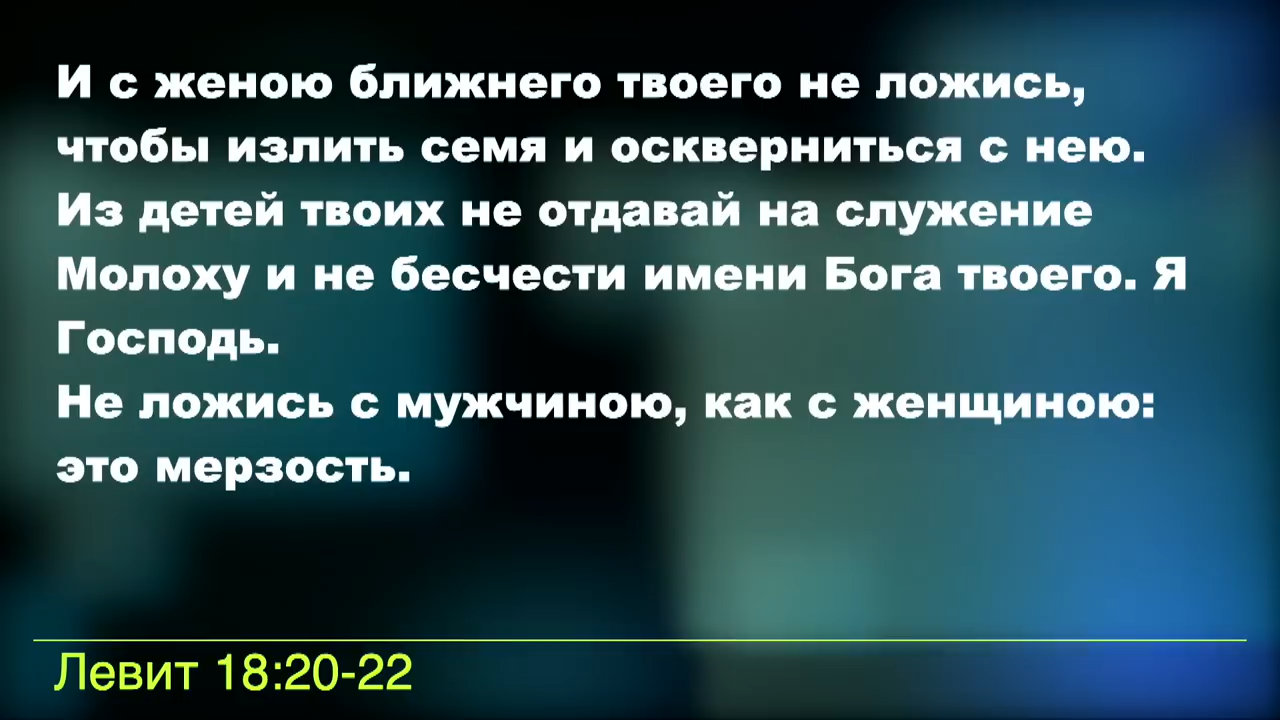 И с женою ближнего твоего не ложись,
чтобы излить семя и оскверниться с нею.
Из детей твоих не отдавай на служение
Молоху и не бесчести имени Бога твоего. Я
Господь.
Не ложись с мужчиною, как с женщиною:
это мерзость.
Левит 18:20-22